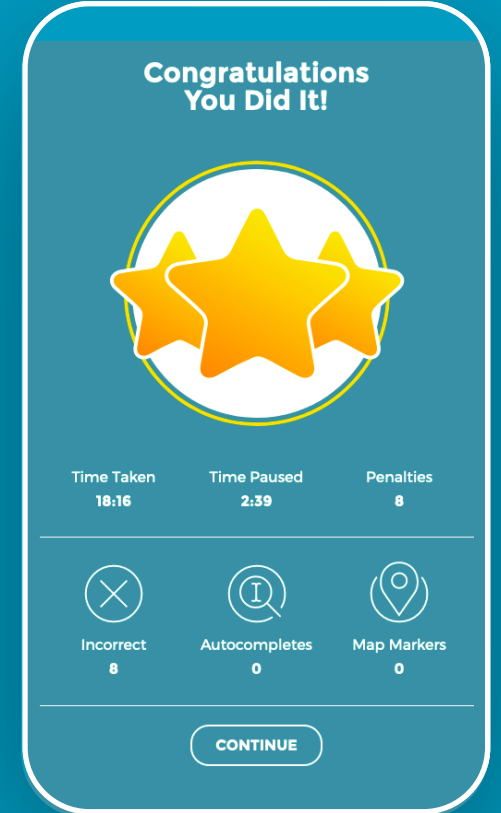 Congratulations
You Did It!
Time Taken Time Paused Penalties
18:16 2:39 8
Incorrect Autocompletes Map Markers
8 0 0
CONTINUE